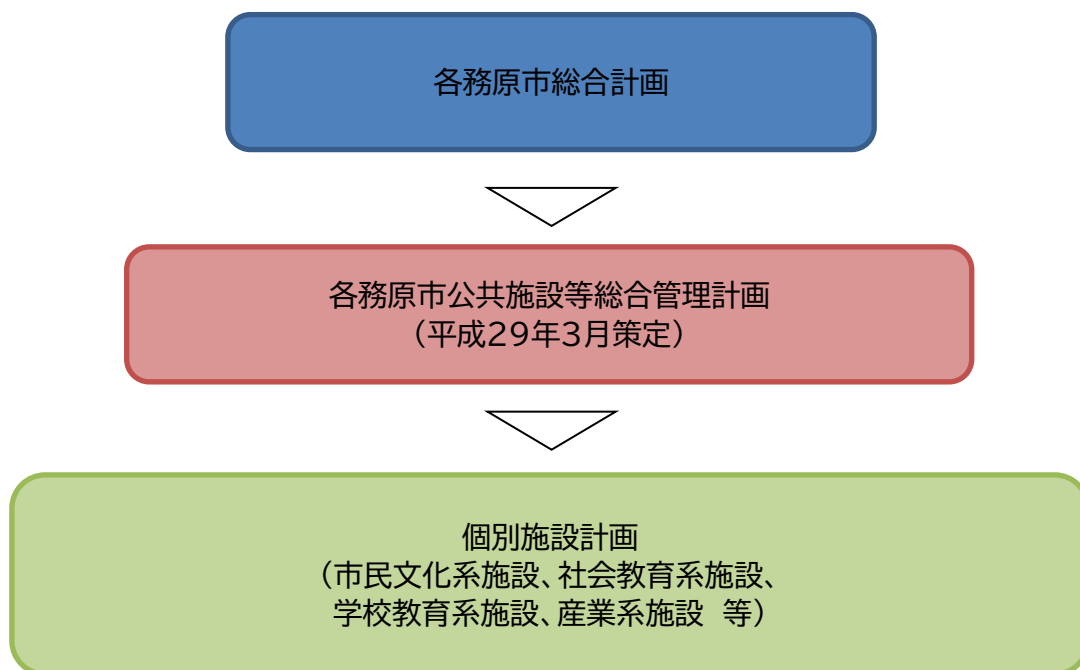 各務原市総合計画
各務原市公共施設等総合管理計画
（平成29年3月策定）
個別施設計画
（市民文化系施設、社会教育系施設、
学校教育系施設、産業系施設　等）